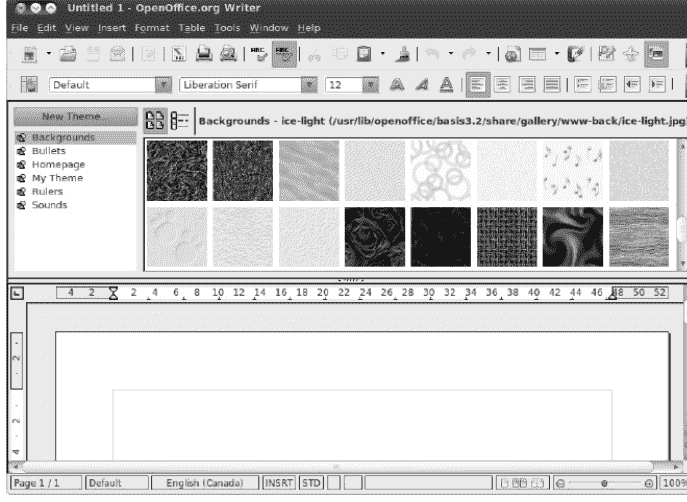 Untitled 1 - OpenOffice.org Writer
File Edit View Insert Format Table Tools Window Help
Default Liberation Serif 12
New Theme...
Backgrounds - ice-light (/usr/lib/openoffice/basis3.2/share/gallery/www-back/ice-light.jpg)
Backgrounds
Bullets
Homepage
My Theme
Rulers
Sounds
4 2 2 4 6 8 10 12 14 16 18 20 22 24 26 28 30 32 34 36 38 40 42 44 46 48 50 52
2
2
4
Page 1 / 1 Default English (Canada) INSRT STD 100%